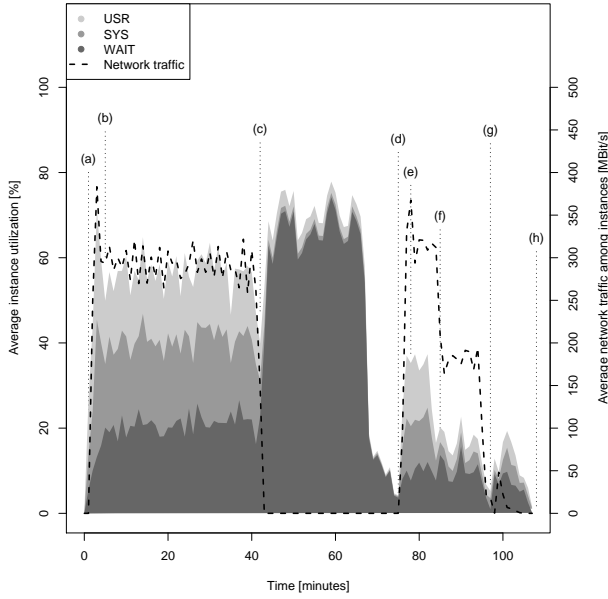 USR
SYS
WAIT
Network traffic
(a)
(b)
(c)
(d)
(e)
(f)
(g)
(h)
Average instance utilization [%]
0
20
40
60
80
100
Average network traffic among instances [MBit/s]
0
50
100
150
200
250
300
350
400
450
500
0 20 40 60 80 100
Time [minutes]